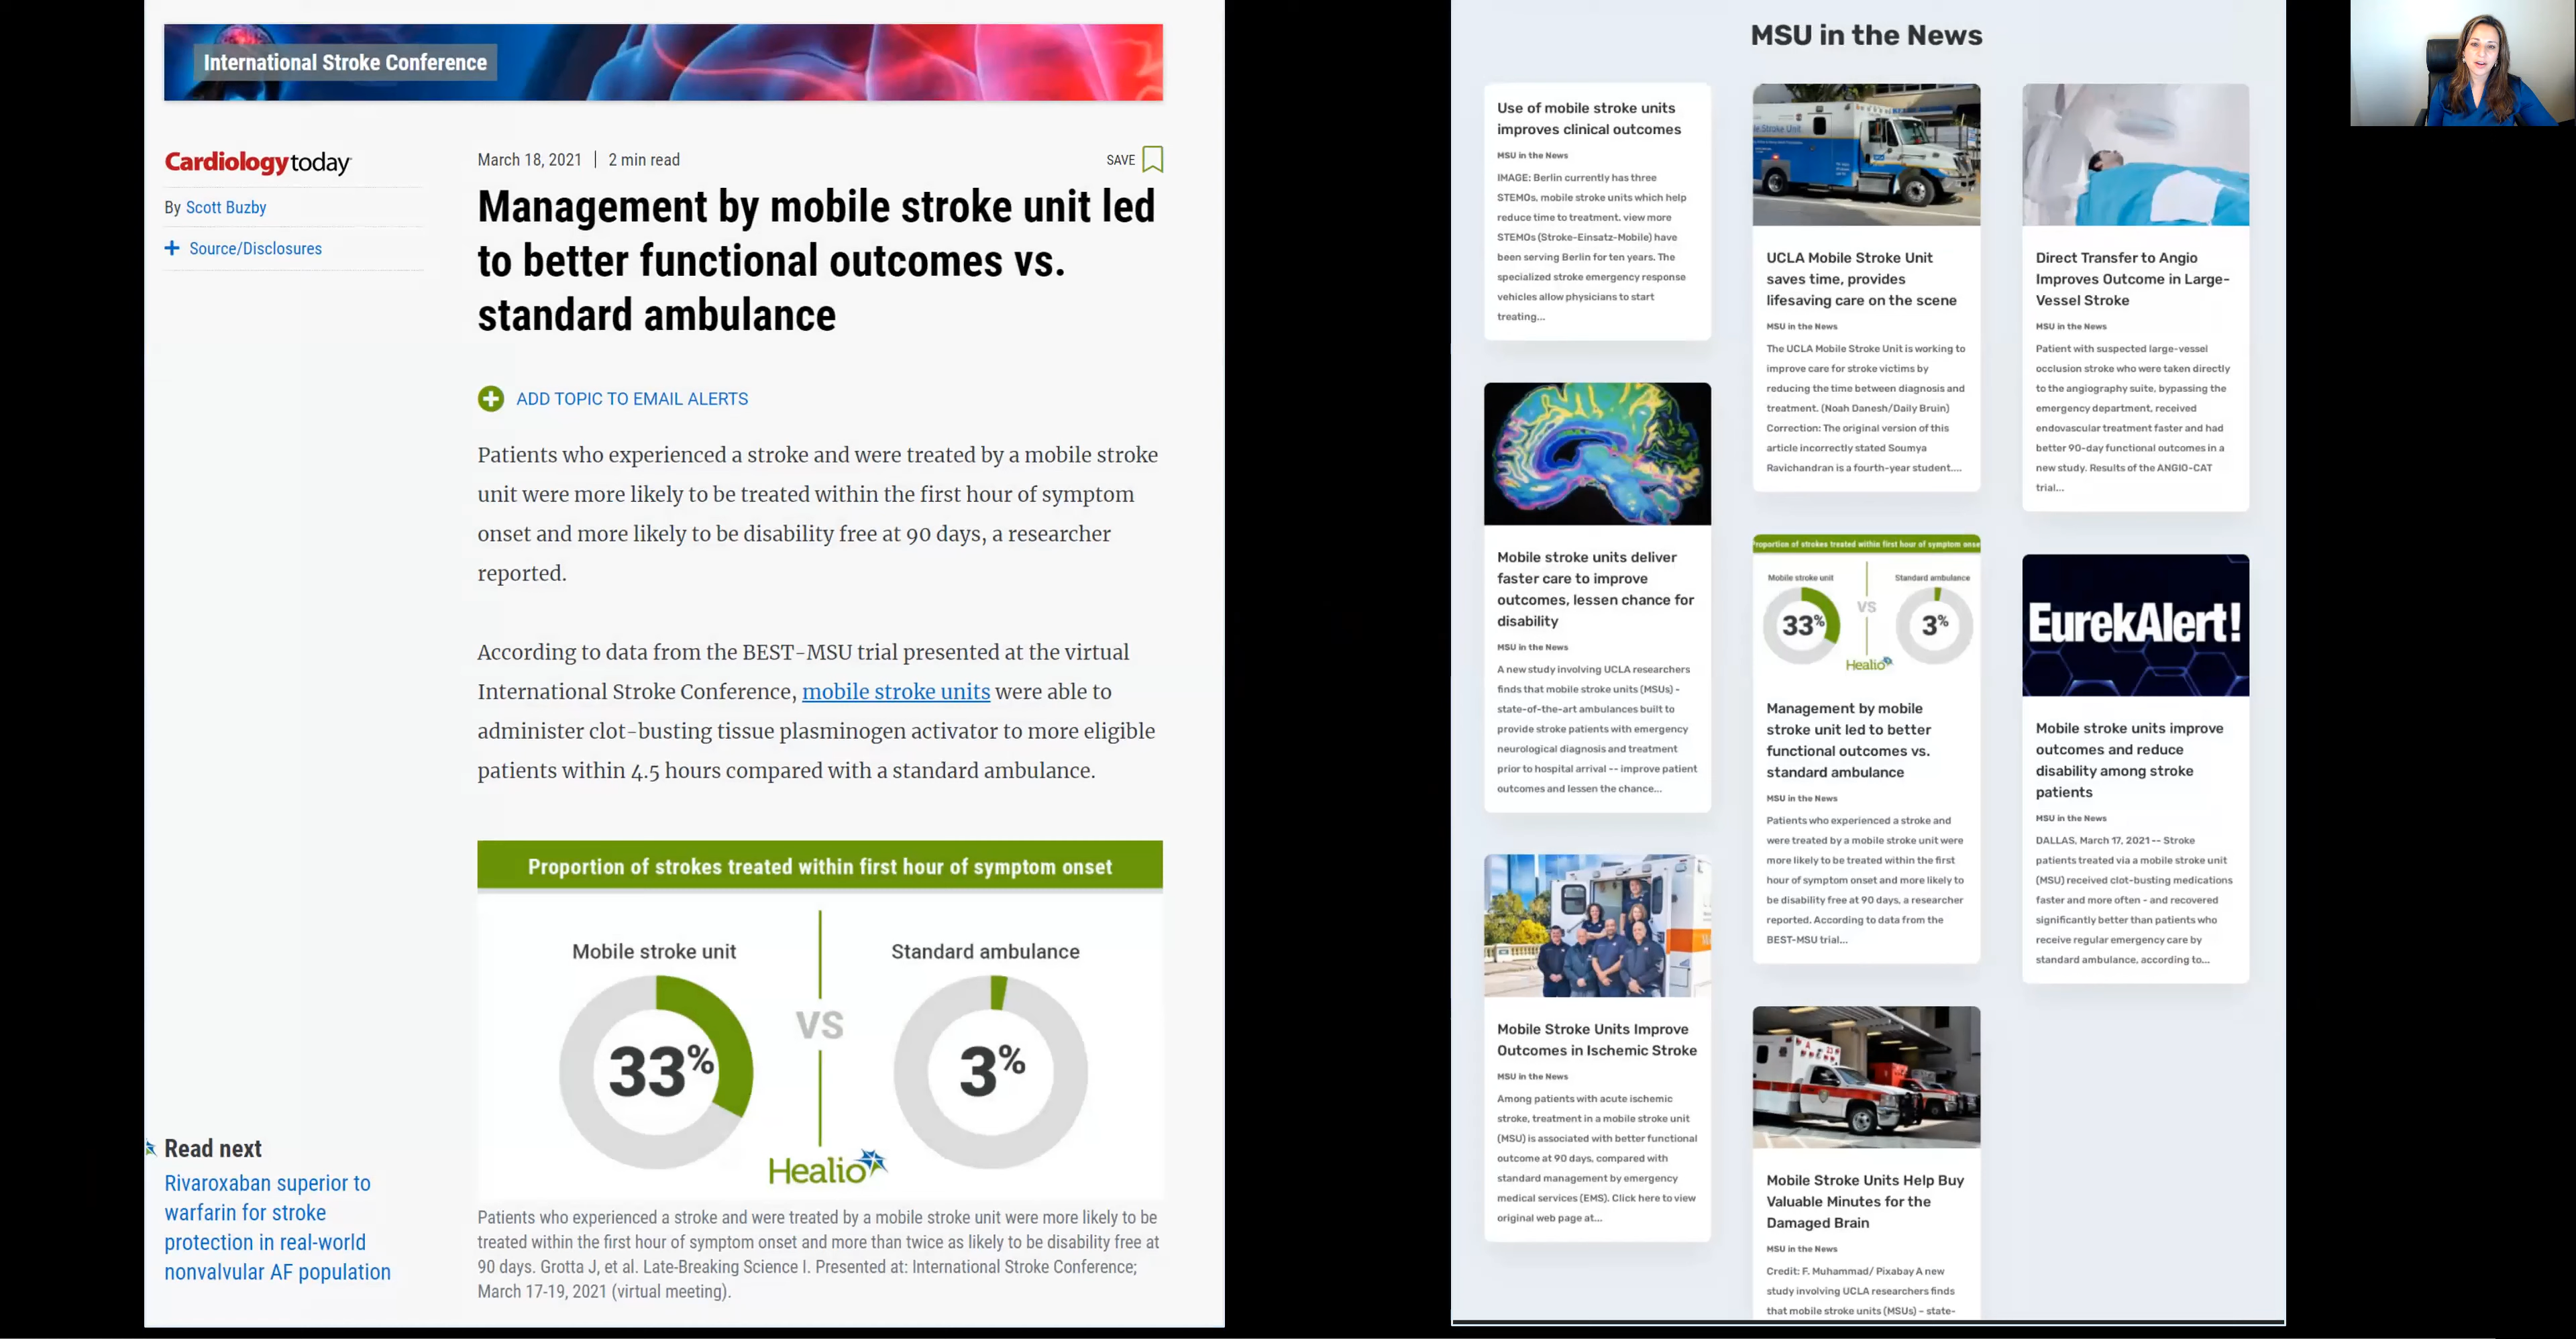 International Stroke Conference
Cardiology today
By Scott Buzby
Source/Disclosures
March 18, 2021 | 2 min read
SAVE
Management by mobile stroke unit led
to better functional outcomes vs.
standard ambulance
ADD TOPIC TO EMAIL ALERTS
Patients who experienced a stroke and were treated by a mobile stroke
unit were more likely to be treated within the first hour of symptom
onset and more likely to be disability free at 90 days, a researcher
reported.
According to data from the BEST-MSU trial presented at the virtual
International Stroke Conference, mobile stroke units were able to
administer clot-busting tissue plasminogen activator to more eligible
patients within 4.5 hours compared with a standard ambulance.
Proportion of strokes treated within first hour of symptom onset
Mobile stroke unit
33%
VS
Standard ambulance
3%
Healio
Patients who experienced a stroke and were treated by a mobile stroke unit were more likely to be
treated within the first hour of symptom onset and more than twice as likely to be disability free at
90 days. Grotta J, et al. Late-Breaking Science I. Presented at: International Stroke Conference;
March 17-19, 2021 (virtual meeting).
Read next
Rivaroxaban superior to
warfarin for stroke
protection in real-world
nonvalvular AF population
MSU in the News
Use of mobile stroke units
improves clinical outcomes
MSU in the News
IMAGE: Berlin currently has three
STEMOs, mobile stroke units which help
reduce time to treatment. view more
STEMOs (Stroke-Einsatz-Mobile) have
been serving Berlin for ten years. The
specialized stroke emergency response
vehicles allow physicians to start
treating...
Mobile stroke units deliver
faster care to improve
outcomes, lessen chance for
disability
MSU in the News
A new study involving UCLA researchers
finds that mobile stroke units (MSUs) -
state-of-the-art ambulances built to
provide stroke patients with emergency
neurological diagnosis and treatment
prior to hospital arrival -- improve patient
outcomes and lessen the chance...
Mobile Stroke Units Improve
Outcomes in Ischemic Stroke
MSU in the News
Among patients with acute ischemic
stroke, treatment in a mobile stroke unit
(MSU) is associated with better functional
outcome at 90 days, compared with
standard management by emergency
medical services (EMS). Click here to view
original web page at...
Stroke Unit
UCLA Mobile Stroke Unit
saves time, provides
lifesaving care on the scene
MSU in the News
The UCLA Mobile Stroke Unit is working to
improve care for stroke victims by
reducing the time between diagnosis and
treatment. (Noah Danesh/Daily Bruin)
Correction: The original version of this
article incorrectly stated Soumya
Ravichandran is a fourth-year student....
Proportion of strokes treated within first hour of symptom onse
Mobile stroke unit
33%
VS
Standard ambulance
3%
Healio
Management by mobile
stroke unit led to better
functional outcomes vs.
standard ambulance
MSU in the News
Patients who experienced a stroke and
were treated by a mobile stroke unit were
more likely to be treated within the first
hour of symptom onset and more likely to
be disability free at 90 days, a researcher
reported. According to data from the
BEST-MSU trial...
Mobile Stroke Units Help Buy
Valuable Minutes for the
Damaged Brain
MSU in the News
Credit: F. Muhammad/ Pixabay A new
study involving UCLA researchers finds
that mobile stroke units (MSUs) - state-
Direct Transfer to Angio
Improves Outcome in Large-
Vessel Stroke
MSU in the News
Patient with suspected large-vessel
occlusion stroke who were taken directly
to the angiography suite, bypassing the
emergency department, received
endovascular treatment faster and had
better 90-day functional outcomes in a
new study. Results of the ANGIO-CAT
trial...
EurekAlert!
Mobile stroke units improve
outcomes and reduce
disability among stroke
patients
MSU in the News
DALLAS, March 17, 2021 -- Stroke
patients treated via a mobile stroke unit
(MSU) received clot-busting medications
faster and more often - and recovered
significantly better than patients who
receive regular emergency care by
standard ambulance, according to...